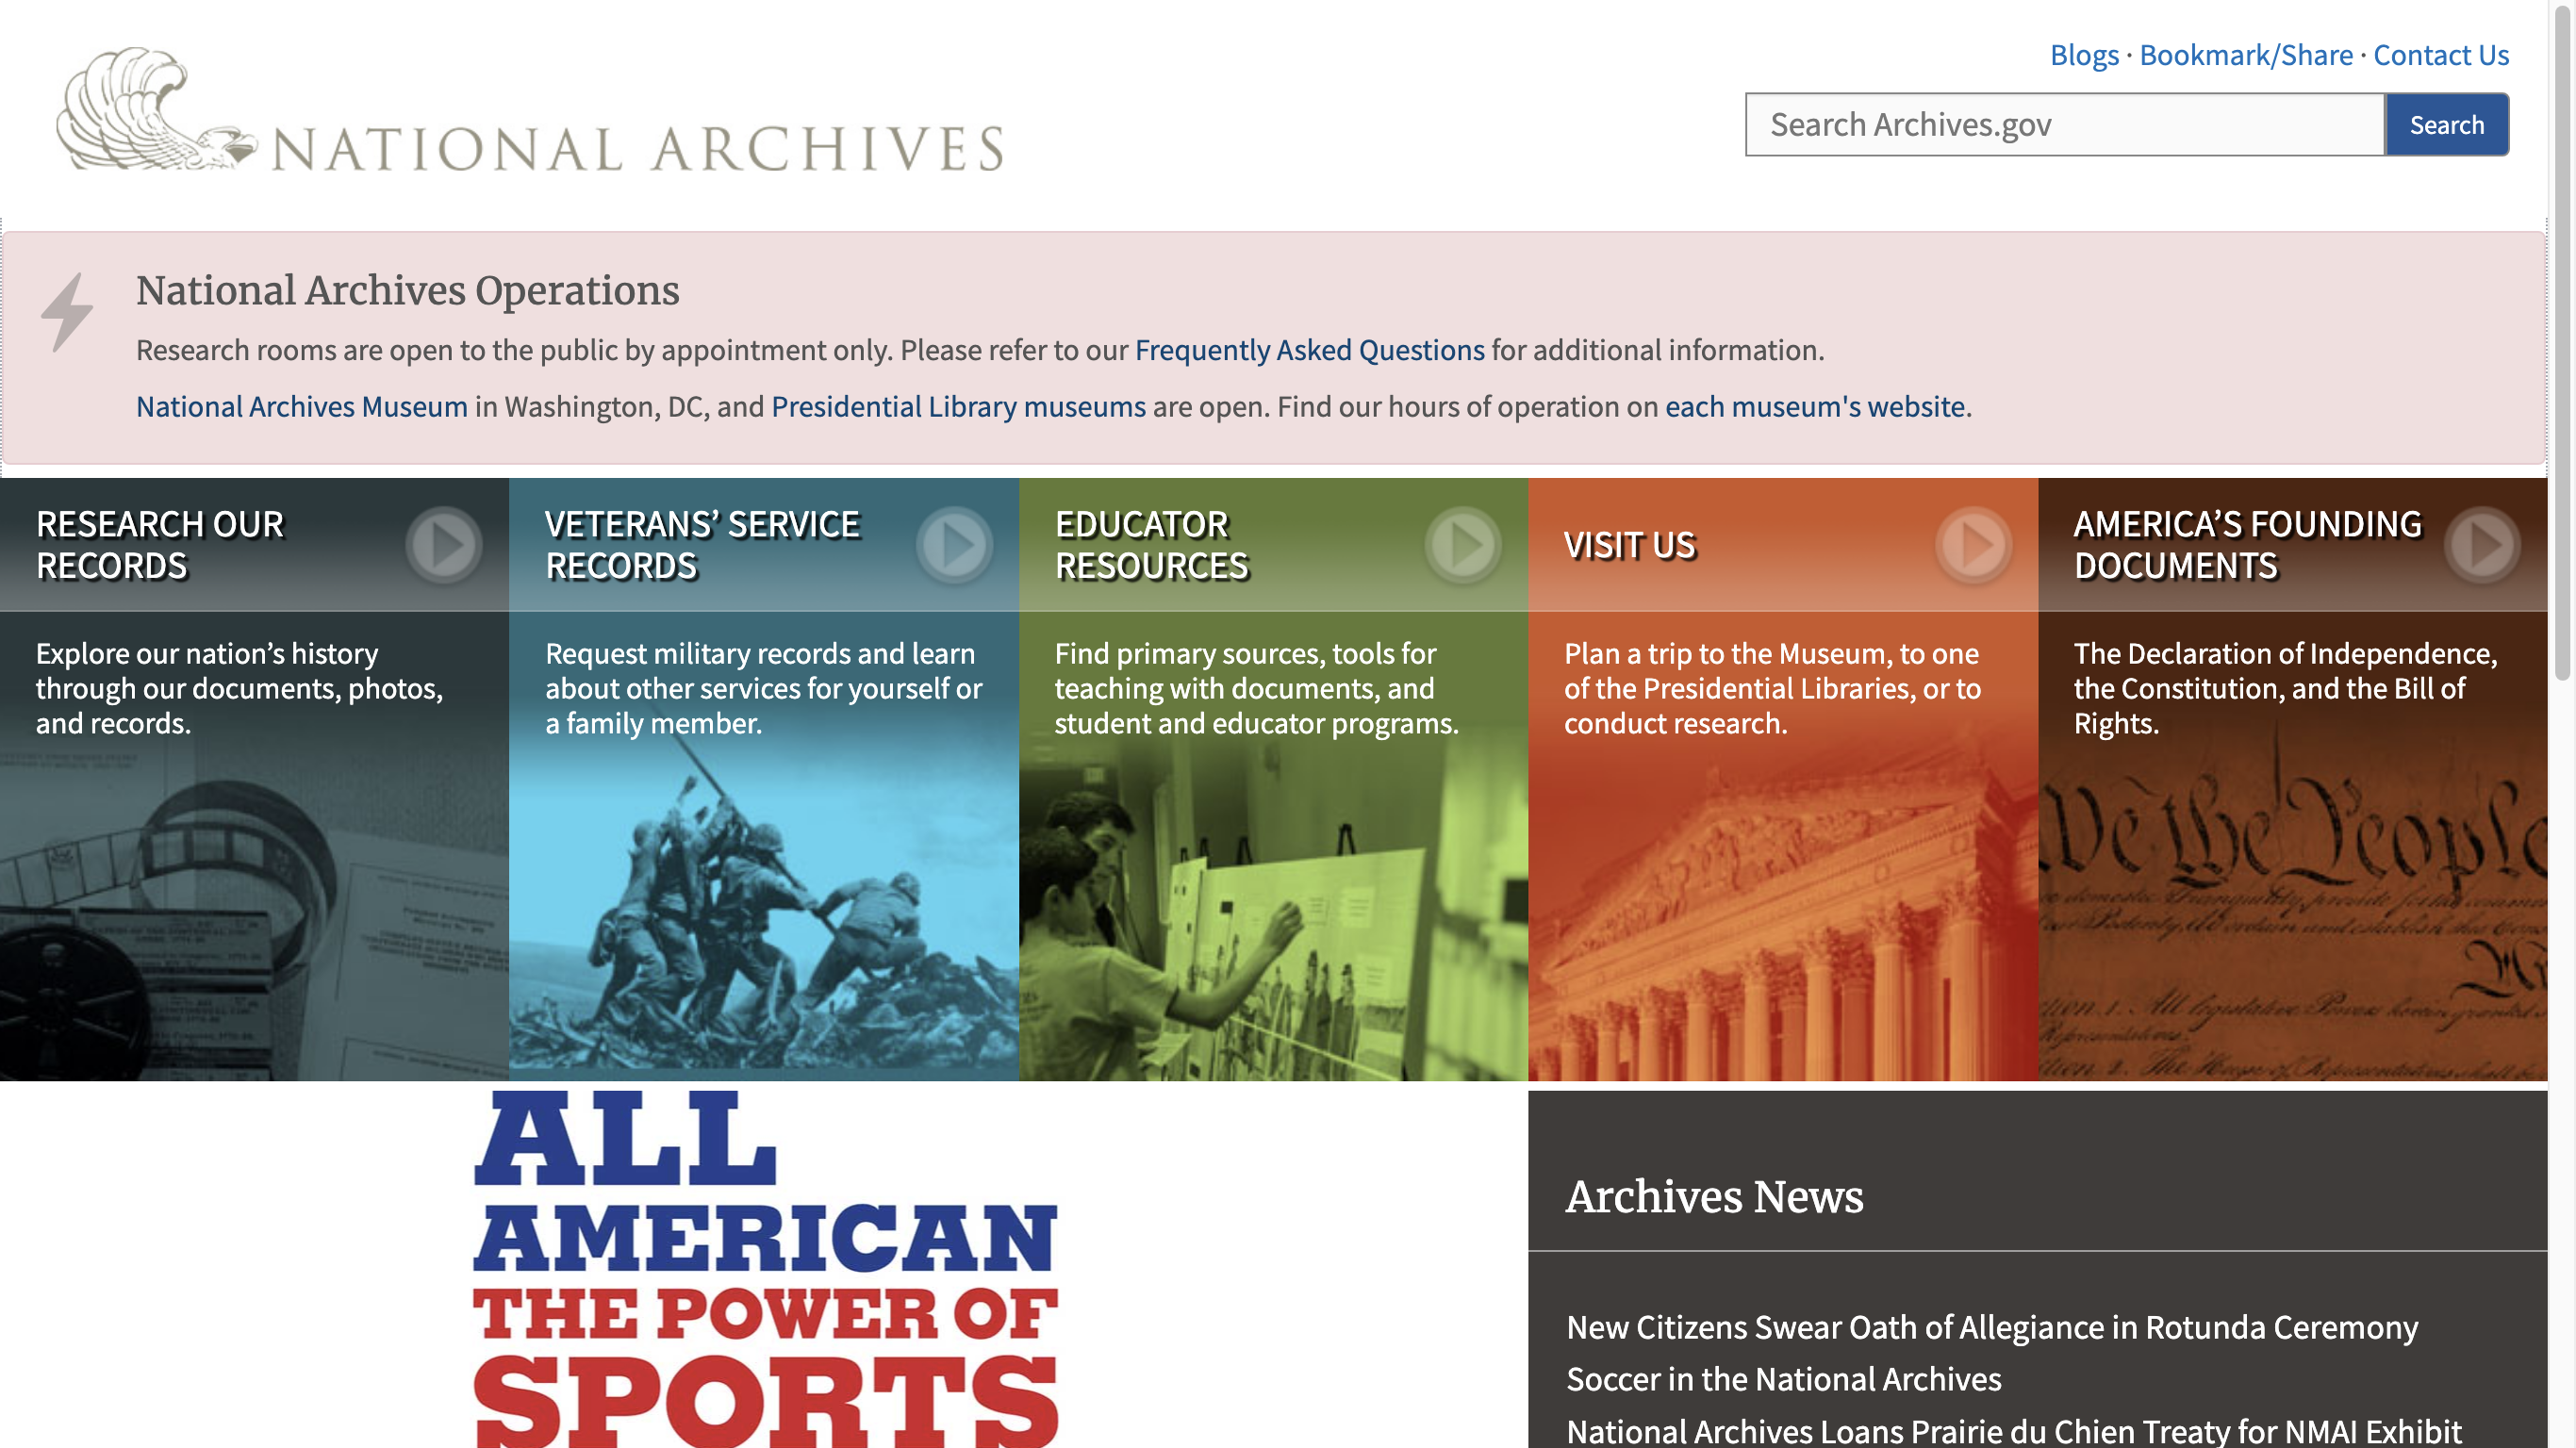 NATIONAL ARCHIVES
Blogs · Bookmark/Share · Contact Us
Search Archives.gov
Search
National Archives Operations
Research rooms are open to the public by appointment only. Please refer to our Frequently Asked Questions for additional information.
National Archives Museum in Washington, DC, and Presidential Library museums are open. Find our hours of operation on each museum's website.
RESEARCH OUR
RECORDS
Explore our nation’s history
through our documents, photos,
and records.
VETERANS’ SERVICE
RECORDS
Request military records and learn
about other services for yourself or
a family member.
EDUCATOR
RESOURCES
Find primary sources, tools for
teaching with documents, and
student and educator programs.
VISIT US
Plan a trip to the Museum, to one
of the Presidential Libraries, or to
conduct research.
AMERICA’S FOUNDING
DOCUMENTS
The Declaration of Independence,
the Constitution, and the Bill of
Rights.
We the People
ALL
AMERICAN
THE POWER OF
SPORTS
Archives News
New Citizens Swear Oath of Allegiance in Rotunda Ceremony
Soccer in the National Archives
National Archives Loans Prairie du Chien Treaty for NMAI Exhibit